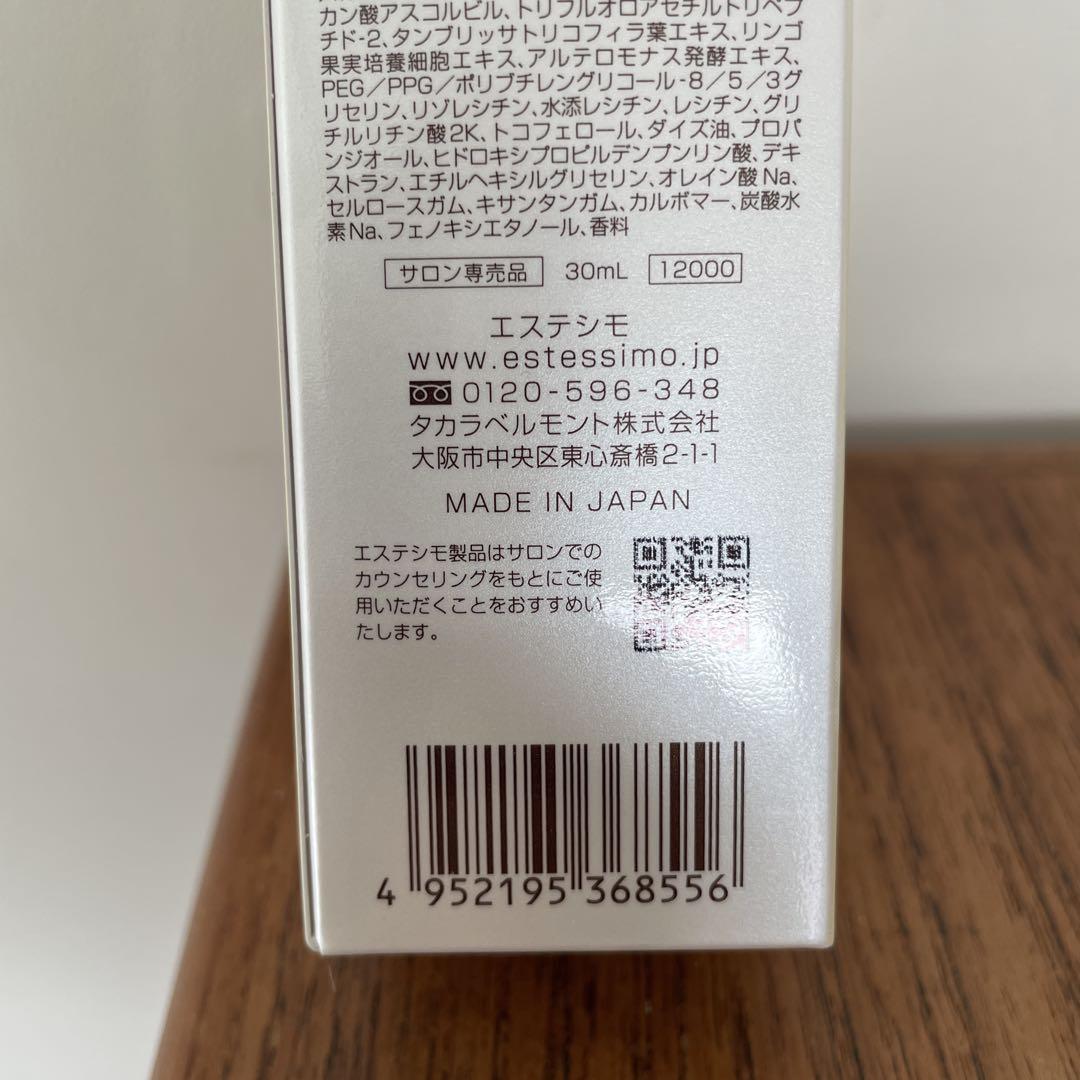 カン酸アスコルビル、トリフルオロアセチルトリペプ
チド-2、タンブリッサトリコフィラ葉エキス、リンゴ
果実培養細胞エキス、アルテロモナス発酵エキス、
PEG／PPG／ポリブチレングリコール-8／5／3グ
リセリン、リゾレシチン、水添レシチン、レシチン、グリ
チルリチン酸2K、トコフェロール、ダイズ油、プロパ
ンジオール、ヒドロキシプロピルデンプンリン酸、デキ
ストラン、エチルヘキシルグリセリン、オレイン酸Na、
セルロースガム、キサンタンガム、カルボマー、炭酸水
素Na、フェノキシエタノール、香料
サロン専売品 30mL 12000
エステシモ
www.estessimo.jp
0120-596-348
タカラベルモント株式会社
大阪市中央区東心斎橋2-1-1
MADE IN JAPAN
エステシモ製品はサロンでの
カウンセリングをもとにご使
用いただくことをおすすめい
たします。
4 952195 368556